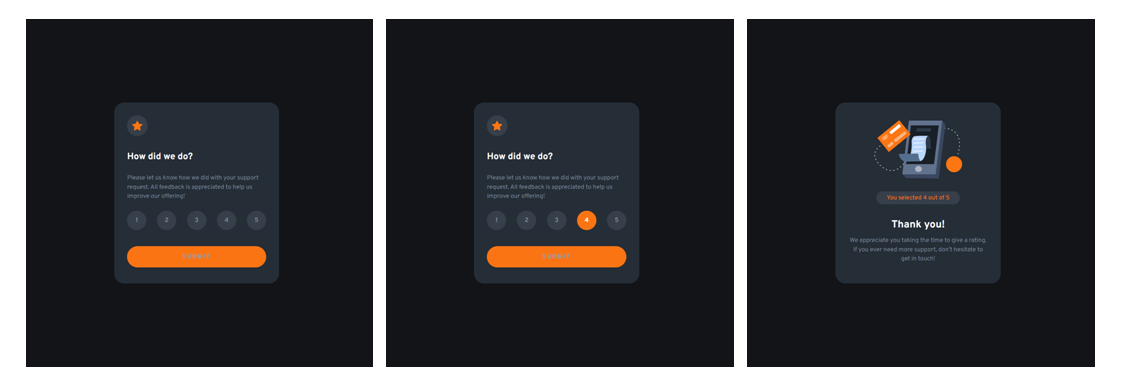 How did we do?
Please let us know how we did with your support
request. All feedback is appreciated to help us
improve our offering!
1 2 3 4 5
SUBMIT
How did we do?
Please let us know how we did with your support
request. All feedback is appreciated to help us
improve our offering!
1 2 3 4 5
SUBMIT
You selected 4 out of 5
Thank you!
We appreciate you taking the time to give a rating.
If you ever need more support, don't hesitate to
get in touch!